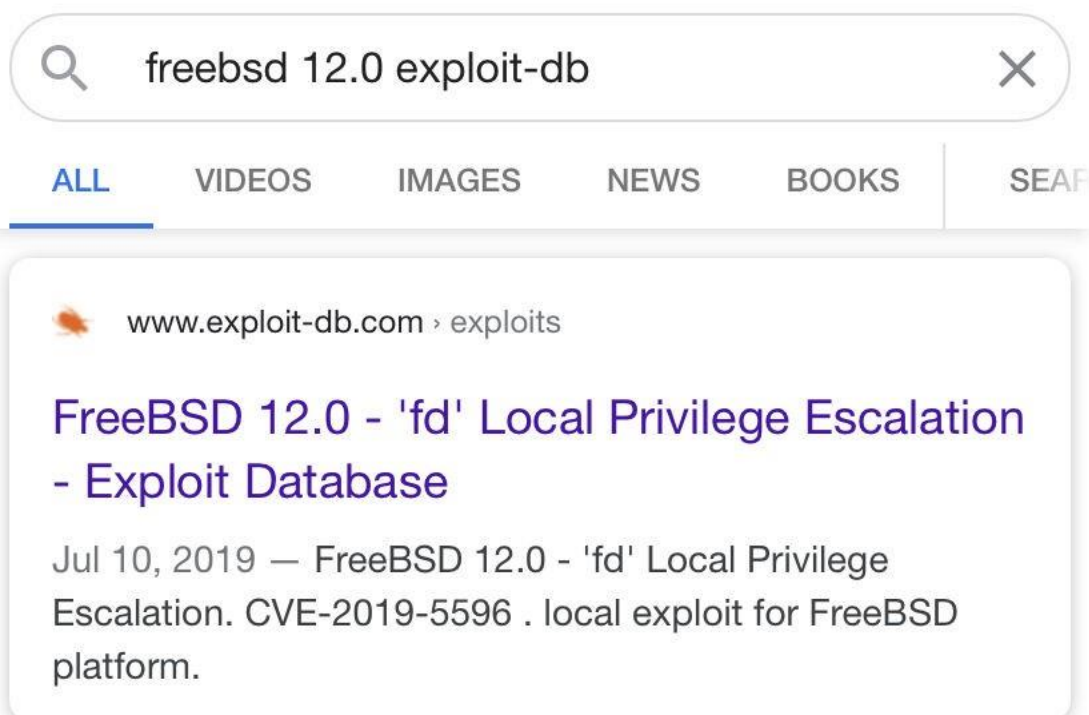 freebsd 12.0 exploit-db
ALL VIDEOS IMAGES NEWS BOOKS SEAR
www.exploit-db.com › exploits
FreeBSD 12.0 - 'fd' Local Privilege Escalation
- Exploit Database
Jul 10, 2019 — FreeBSD 12.0 - 'fd' Local Privilege
Escalation. CVE-2019-5596 . local exploit for FreeBSD
platform.